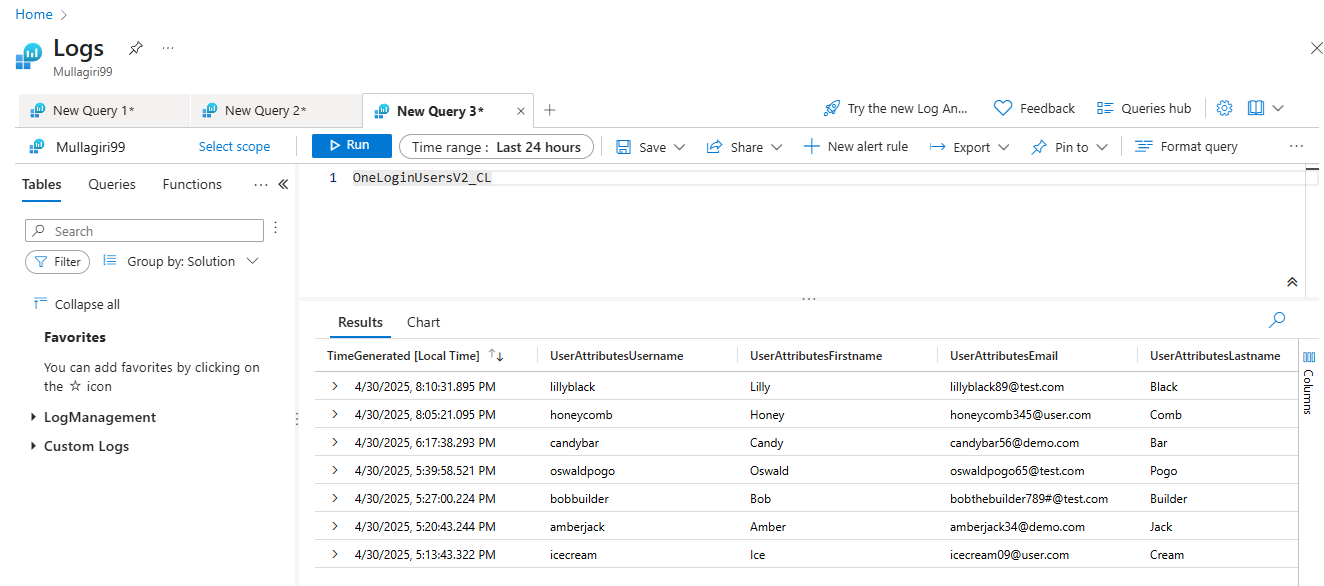 Home
Logs
Mullagiri99
New Query 1*
New Query 2*
New Query 3*
Try the new Log An...
Feedback
Queries hub
Mullagiri99
Select scope
Run
Time range : Last 24 hours
Save
Share
New alert rule
Export
Pin to
Format query
Tables
Queries
Functions
Search
Filter
Group by: Solution
Collapse all
Favorites
You can add favorites by clicking on
the ☆ icon
LogManagement
Custom Logs
1 OneLoginUsersV2_CL
Results Chart
TimeGenerated [Local Time] UserAttributesUsername UserAttributesFirstname UserAttributesEmail UserAttributesLastname
4/30/2025, 8:10:31.895 PM lillyblack Lilly lillyblack89@test.com Black
4/30/2025, 8:05:21.095 PM honeycomb Honey honeycomb345@user.com Comb
4/30/2025, 6:17:38.293 PM candybar Candy candybar56@demo.com Bar
4/30/2025, 5:39:58.521 PM oswaldpogo Oswald oswaldpogo65@test.com Pogo
4/30/2025, 5:27:00.224 PM bobbuilder Bob bobthebuilder789#@test.com Builder
4/30/2025, 5:20:43.244 PM amberjack Amber amberjack34@demo.com Jack
4/30/2025, 5:13:43.322 PM icecream Ice icecream09@user.com Cream
Columns